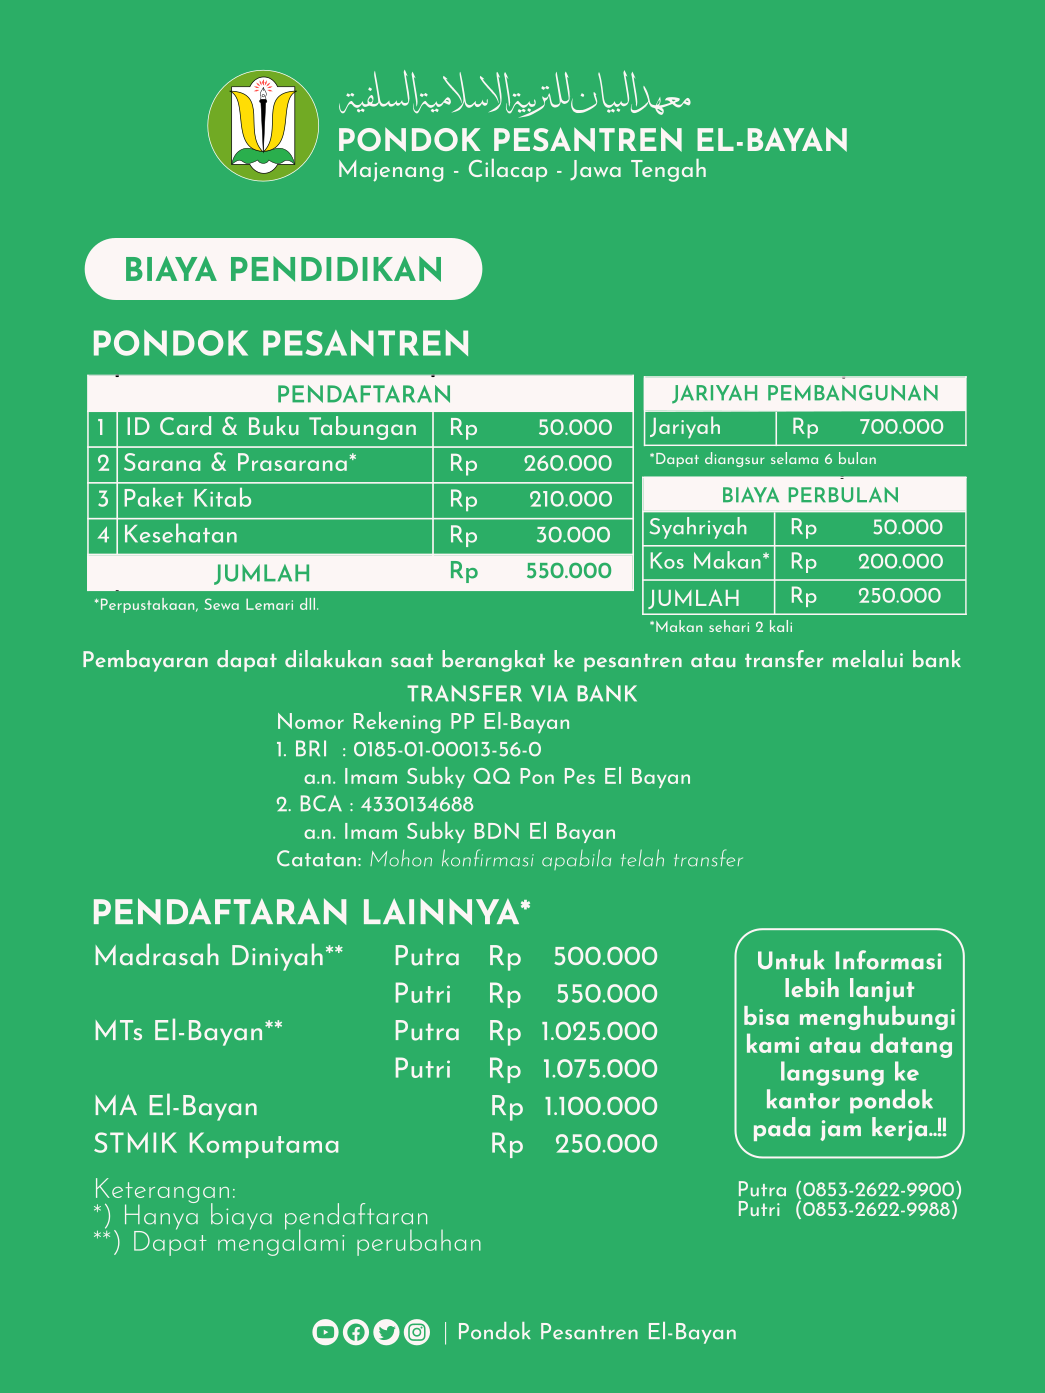 معهد البيان للتربية الاسلامية السلفية
PONDOK PESANTREN EL-BAYAN
Majenang - Cilacap - Jawa Tengah
BIAYA PENDIDIKAN
PONDOK PESANTREN
PENDAFTARAN
1 ID Card & Buku Tabungan Rp 50.000
2 Sarana & Prasarana* Rp 260.000
3 Paket Kitab Rp 210.000
4 Kesehatan Rp 30.000
JUMLAH Rp 550.000
*Perpustakaan, Sewa Lemari dll.
JARIYAH PEMBANGUNAN
Jariyah Rp 700.000
*Dapat diangsur selama 6 bulan
BIAYA PERBULAN
Syahriyah Rp 50.000
Kos Makan* Rp 200.000
JUMLAH Rp 250.000
*Makan sehari 2 kali
Pembayaran dapat dilakukan saat berangkat ke pesantren atau transfer melalui bank
TRANSFER VIA BANK
Nomor Rekening PP El-Bayan
1. BRI : 0185-01-00013-56-0
a.n. Imam Subky QQ Pon Pes El Bayan
2. BCA : 4330134688
a.n. Imam Subky BDN El Bayan
Catatan: Mohon konfirmasi apabila telah transfer
PENDAFTARAN LAINNYA*
Madrasah Diniyah** Putra Rp 500.000
Putri Rp 550.000
MTs El-Bayan** Putra Rp 1.025.000
Putri Rp 1.075.000
MA El-Bayan Rp 1.100.000
STMIK Komputama Rp 250.000
Keterangan:
*) Hanya biaya pendaftaran
**) Dapat mengalami perubahan
Untuk Informasi
lebih lanjut
bisa menghubungi
kami atau datang
langsung ke
kantor pondok
pada jam kerja..!!
Putra (0853-2622-9900)
Putri (0853-2622-9988)
Pondok Pesantren El-Bayan